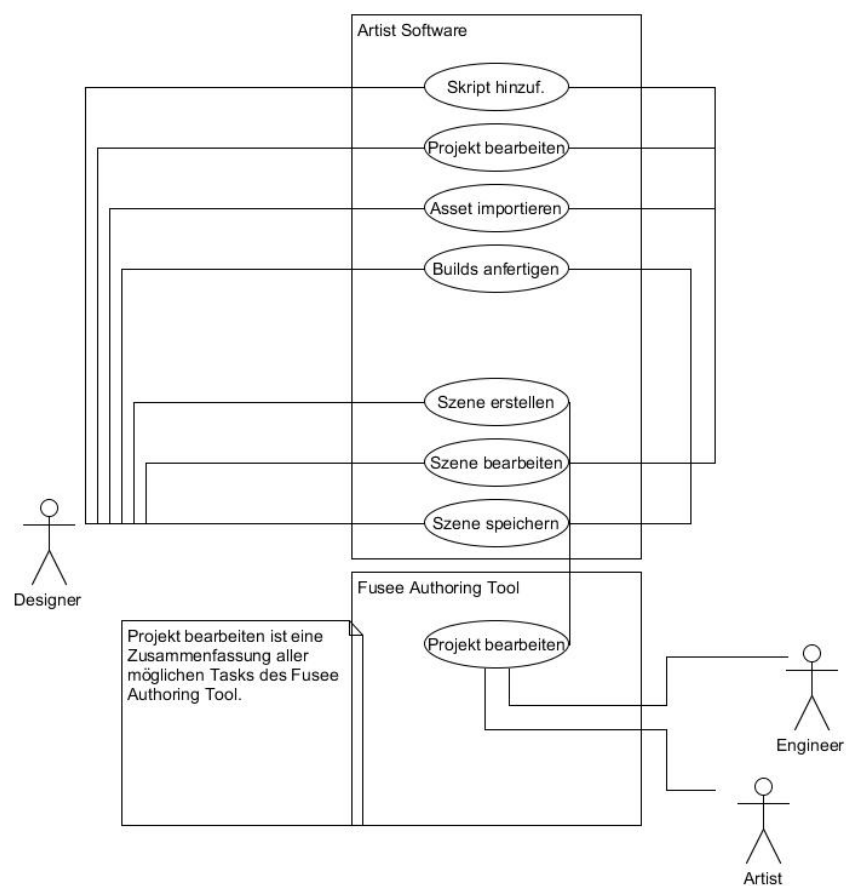 Artist Software
Skript hinzuf.
Projekt bearbeiten
Asset importieren
Builds anfertigen
Szene erstellen
Szene bearbeiten
Szene speichern
Designer
Fusee Authoring Tool
Projekt bearbeiten ist eine
Zusammenfassung aller
möglichen Tasks des Fusee
Authoring Tool.
Projekt bearbeiten
Engineer
Artist